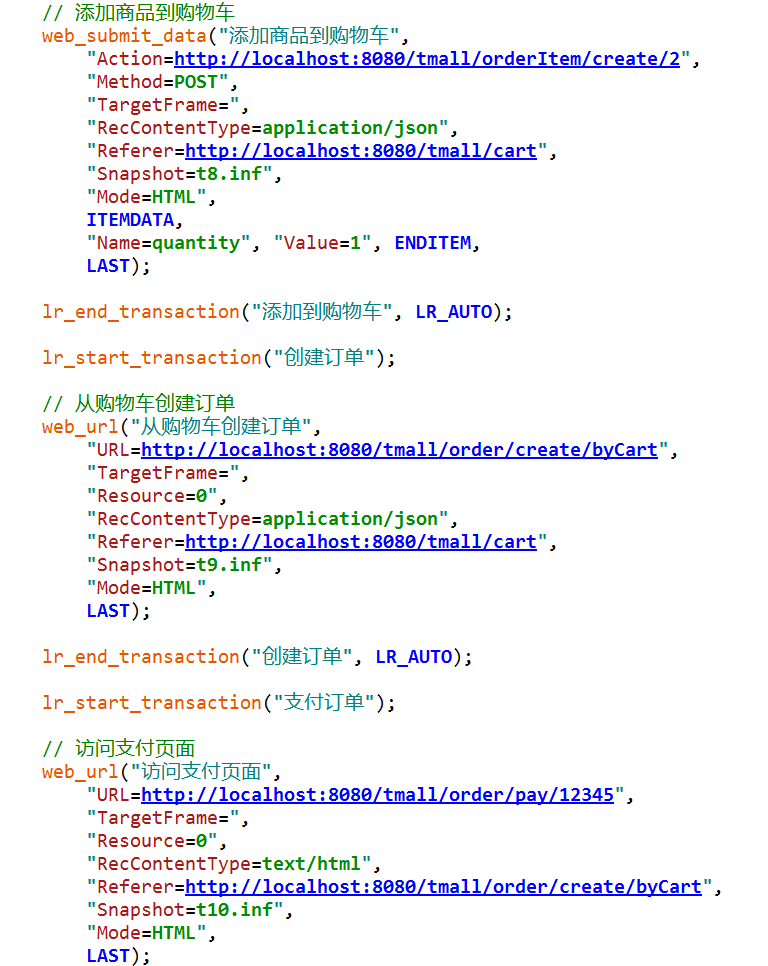 // 添加商品到购物车
web_submit_data("添加商品到购物车",
"Action=http://localhost:8080/tmall/orderItem/create/2",
"Method=POST",
"TargetFrame=",
"RecContentType=application/json",
"Referer=http://localhost:8080/tmall/cart",
"Snapshot=t8.inf",
"Mode=HTML",
ITEMDATA,
"Name=quantity", "Value=1", ENDITEM,
LAST);
lr_end_transaction("添加到购物车", LR_AUTO);
lr_start_transaction("创建订单");
// 从购物车创建订单
web_url("从购物车创建订单",
"URL=http://localhost:8080/tmall/order/create/byCart",
"TargetFrame=",
"Resource=0",
"RecContentType=application/json",
"Referer=http://localhost:8080/tmall/cart",
"Snapshot=t9.inf",
"Mode=HTML",
LAST);
lr_end_transaction("创建订单", LR_AUTO);
lr_start_transaction("支付订单");
// 访问支付页面
web_url("访问支付页面",
"URL=http://localhost:8080/tmall/order/pay/12345",
"TargetFrame=",
"Resource=0",
"RecContentType=text/html",
"Referer=http://localhost:8080/tmall/order/create/byCart",
"Snapshot=t10.inf",
"Mode=HTML",
LAST);